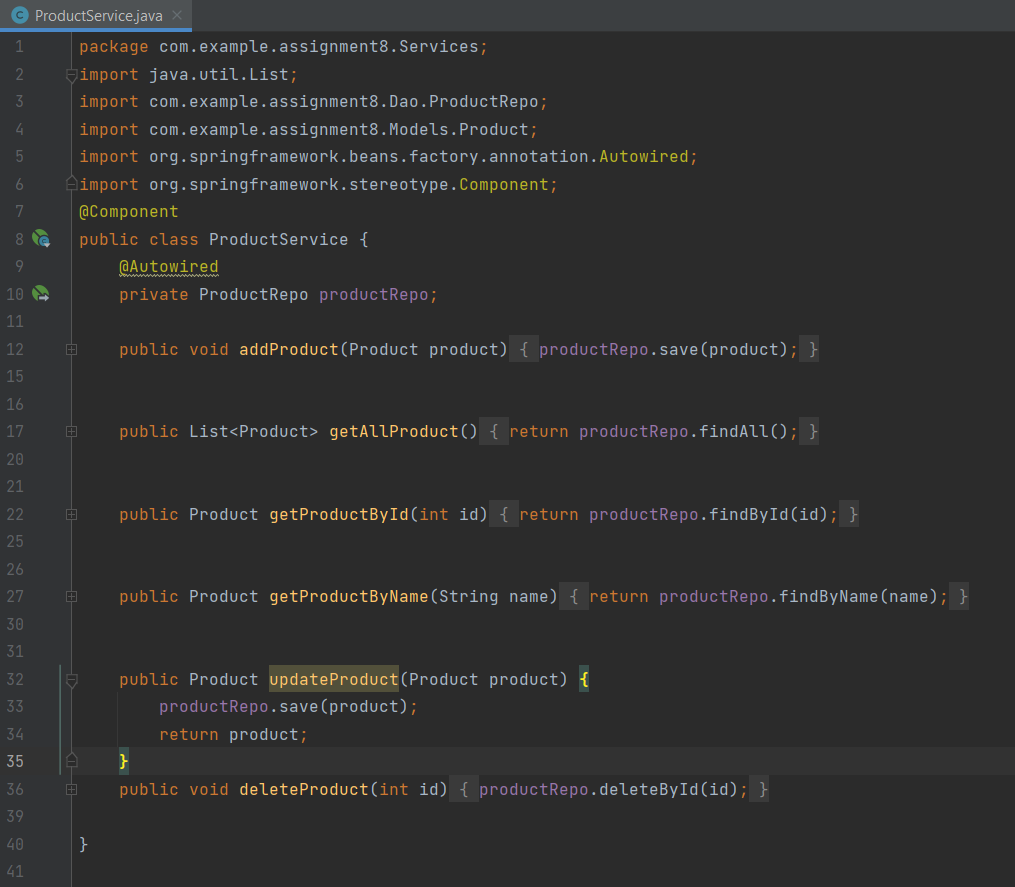 ProductService.java
1 package com.example.assignment8.Services;
2 import java.util.List;
3 import com.example.assignment8.Dao.ProductRepo;
4 import com.example.assignment8.Models.Product;
5 import org.springframework.beans.factory.annotation.Autowired;
6 import org.springframework.stereotype.Component;
7 @Component
8 public class ProductService {
9     @Autowired
10     private ProductRepo productRepo;
11
12     public void addProduct(Product product) { productRepo.save(product); }
15
16
17     public List<Product> getAllProduct() { return productRepo.findAll(); }
20
21
22     public Product getProductById(int id) { return productRepo.findById(id); }
25
26
27     public Product getProductByName(String name) { return productRepo.findByName(name); }
30
31
32     public Product updateProduct(Product product) {
33         productRepo.save(product);
34         return product;
35     }
36     public void deleteProduct(int id) { productRepo.deleteById(id); }
39
40 }
41